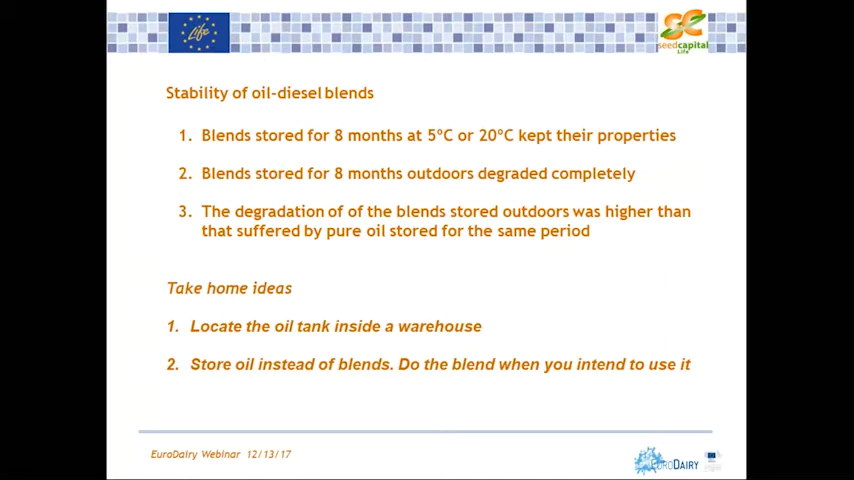 Life
seedcapital
Life
Stability of oil-diesel blends
1. Blends stored for 8 months at 5ºC or 20ºC kept their properties
2. Blends stored for 8 months outdoors degraded completely
3. The degradation of of the blends stored outdoors was higher than
that suffered by pure oil stored for the same period
Take home ideas
1. Locate the oil tank inside a warehouse
2. Store oil instead of blends. Do the blend when you intend to use it
EuroDairy Webinar 12/13/17
EURODAIRY